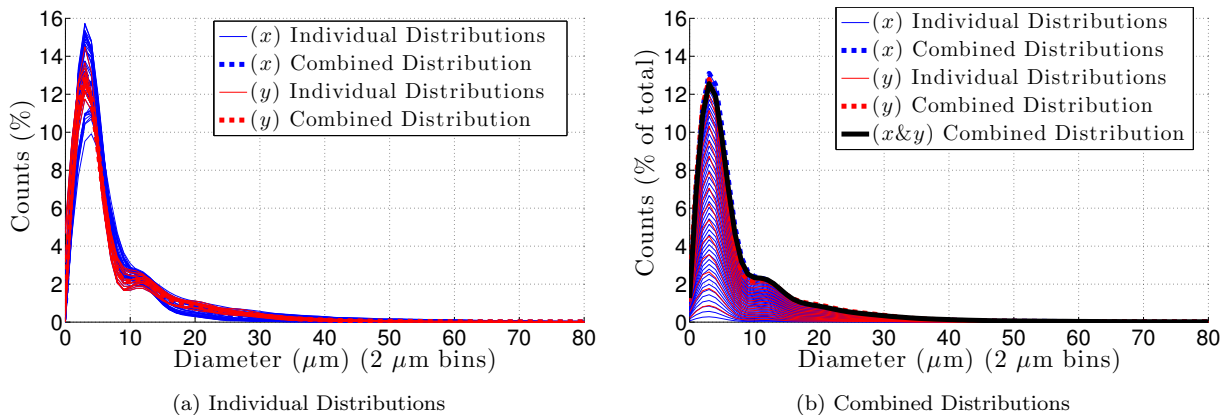 16
14
12
10
8
6
4
2
0
Counts (%)
(x) Individual Distributions
(x) Combined Distribution
(y) Individual Distributions
(y) Combined Distribution
0 10 20 30 40 50 60 70 80
Diameter (μm) (2 μm bins)
(a) Individual Distributions
16
14
12
10
8
6
4
2
0
Counts (% of total)
(x) Individual Distributions
(x) Combined Distribution
(y) Individual Distributions
(y) Combined Distribution
(x&y) Combined Distribution
0 10 20 30 40 50 60 70 80
Diameter (μm) (2 μm bins)
(b) Combined Distributions